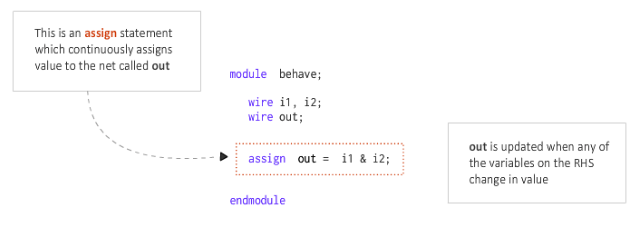 This is an assign statement
which continuously assigns
value to the net called out
module behave;
wire i1, i2;
wire out;
assign out = i1 & i2;
endmodule
out is updated when any of
the variables on the RHS
change in value